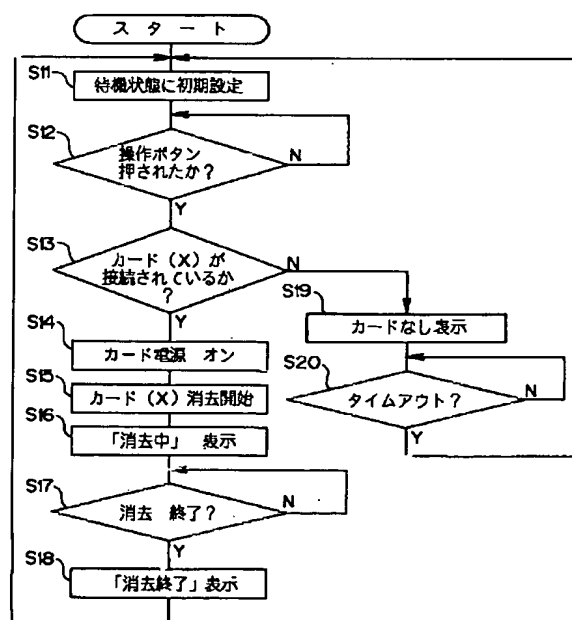 スタート
S11
待機状態に初期設定
S12
操作ボタン
押されたか?
N
Y
S13
カード(X)が
接続されているか
?
N
Y
S14
カード電源 オン
S15
カード(X)消去開始
S16
「消去中」 表示
S17
消去 終了?
N
Y
S18
「消去終了」表示
S19
カードなし表示
S20
タイムアウト?
N
Y